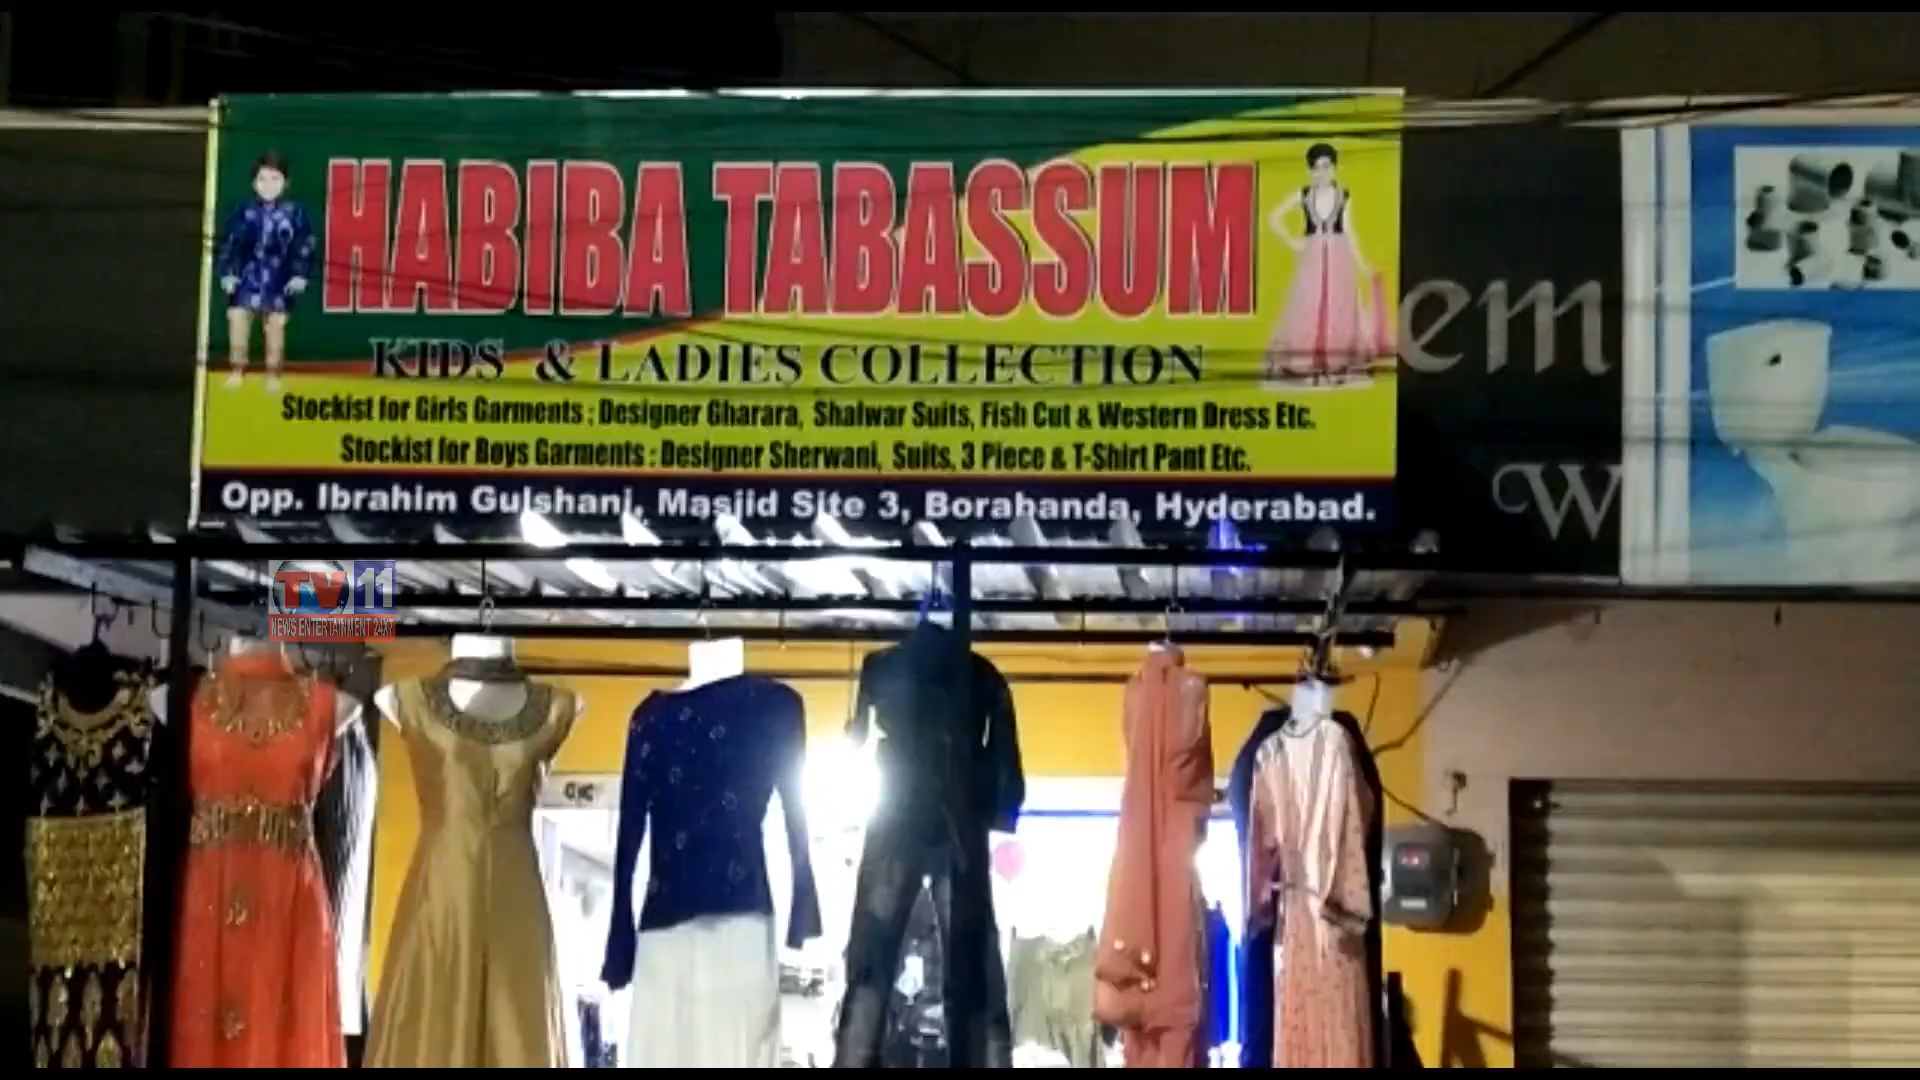 HABIBA TABASSUM
KIDS & LADIES COLLECTION
Stockist for Girls Garments : Designer Gharara, Shalwar Suits, Fish Cut & Western Dress Etc.
Stockist for Boys Garments : Designer Sherwani, Suits, 3 Piece & T-Shirt Pant Etc.
Opp. Ibrahim Gulshani, Masjid Site 3, Borabanda, Hyderabad.
em
W
TV 11
NEWS ENTERTAINMENT 24X7